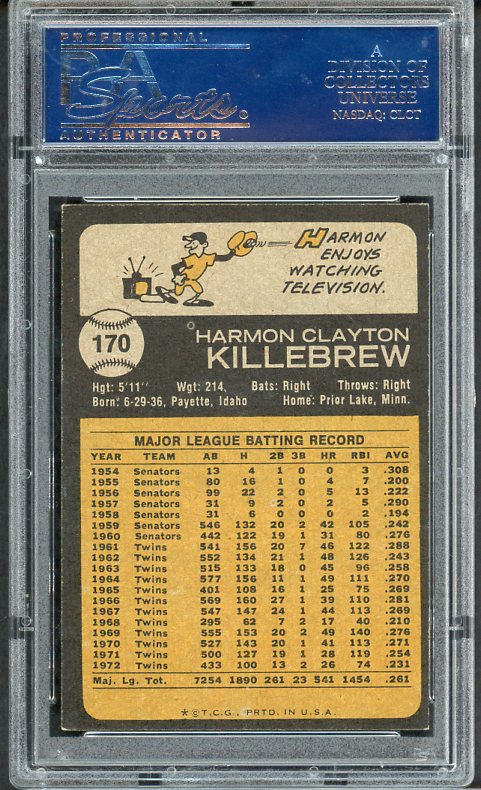 PROFESSIONAL
PSA
Sports
AUTHENTICATOR
A
DIVISION OF
COLLECTORS
UNIVERSE
NASDAQ: CLCT
HARMON
ENJOYS
WATCHING
TELEVISION.
170
HARMON CLAYTON
KILLEBREW
Hgt: 5'11" Wgt: 214. Bats: Right Throws: Right
Born: 6-29-36, Payette, Idaho Home: Prior Lake, Minn.
MAJOR LEAGUE BATTING RECORD
YEAR TEAM AB H 2B 3B HR RBI AVG
1954 Senators 13 4 1 0 0 3 .308
1955 Senators 80 16 1 0 4 7 .200
1956 Senators 99 22 2 0 5 13 .222
1957 Senators 31 9 2 0 2 5 .290
1958 Senators 31 6 0 0 0 2 .194
1959 Senators 546 132 20 2 42 105 .242
1960 Senators 442 122 19 1 31 80 .276
1961 Twins 541 156 20 7 46 122 .288
1962 Twins 552 134 21 1 48 126 .243
1963 Twins 515 133 18 0 45 96 .258
1964 Twins 577 156 11 1 49 111 .270
1965 Twins 401 108 16 1 25 75 .269
1966 Twins 569 160 27 1 39 110 .281
1967 Twins 547 147 24 1 44 113 .269
1968 Twins 295 62 7 2 17 40 .210
1969 Twins 555 153 20 2 49 140 .276
1970 Twins 527 143 20 1 41 113 .271
1971 Twins 500 127 19 1 28 119 .254
1972 Twins 433 100 13 2 26 74 .231
Maj. Lg. Tot. 7254 1890 261 23 541 1454 .261
*©T.C.G., PRTD. IN U.S.A.